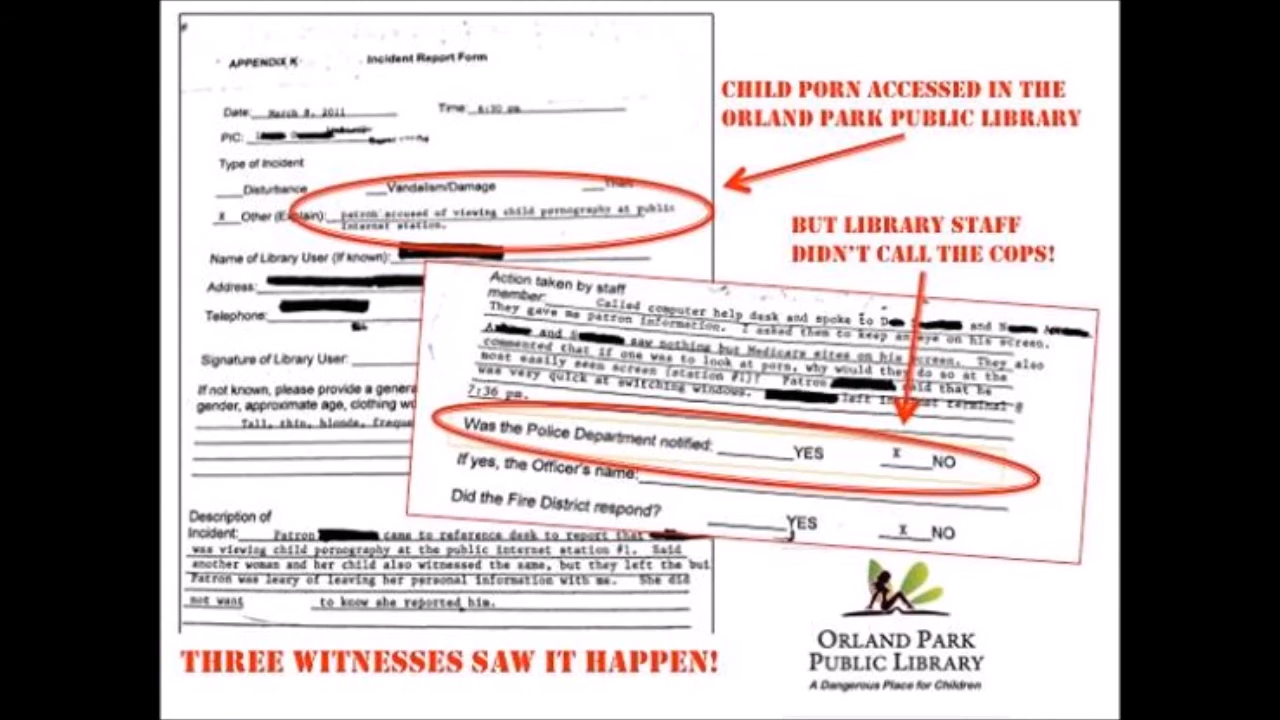 APPENDIX K Incident Report Form
Date: March 8, 2011 Time: 6:30 pm
PIC:
Type of Incident
Disturbance Vandalism/Damage
X Other (Explain): patron accused of viewing child pornography at public
Internet station.
Name of Library User (If known):
Address:
Telephone:
Signature of Library User:
If not known, please provide a genera
gender, approximate age, clothing wo
Tall, thin, blonde, freque
Description of
Incident: Patron came to reference desk to report that
was viewing child pornography at the public internet station #1. Said
another woman and her child also witnessed the same, but they left the bui
Patron was leary of leaving her personal information with me. She did
not want to know she reported him.
CHILD PORN ACCESSED IN THE
ORLAND PARK PUBLIC LIBRARY
BUT LIBRARY STAFF
DIDN'T CALL THE COPS!
Action taken by staff
member: Called computer help desk and spoke to D and N
They gave me patron information. I asked them to keep an eye on his screen.
A and S saw nothing but Medicare sites on his screen. They also
commented that if one was to look at porn, why would they do so at the
most easily seen screen (station #1)? Patron said that he
was very quick at switching windows. left internet terminal @
7:36 pm.
Was the Police Department notified: YES X NO
If yes, the Officer's name:
Did the Fire District respond? YES X NO
THREE WITNESSES SAW IT HAPPEN!
ORLAND PARK
PUBLIC LIBRARY
A Dangerous Place for Children